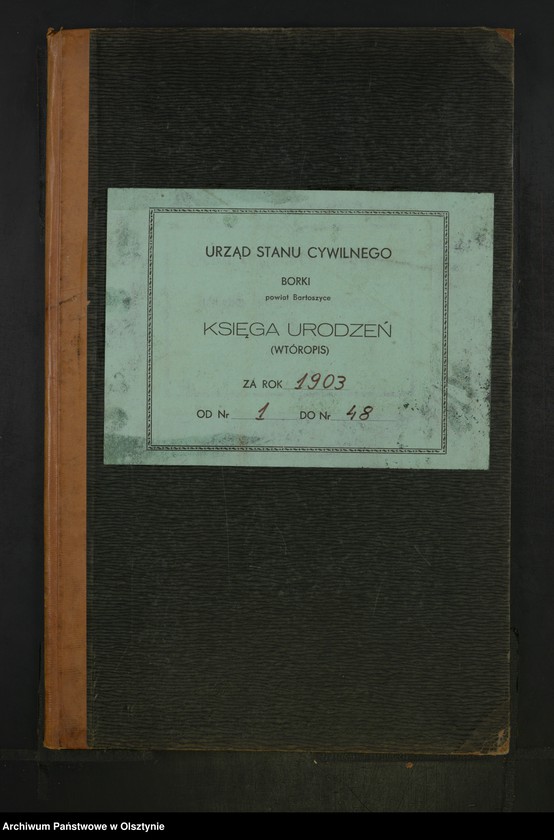 URZĄD STANU CYWILNEGO
BORKI
powiat Bartoszyce
KSIĘGA URODZEŃ
(WTÓROPIS)
ZA ROK 1903
OD Nr 1 DO Nr 48
Archiwum Państwowe w Olsztynie